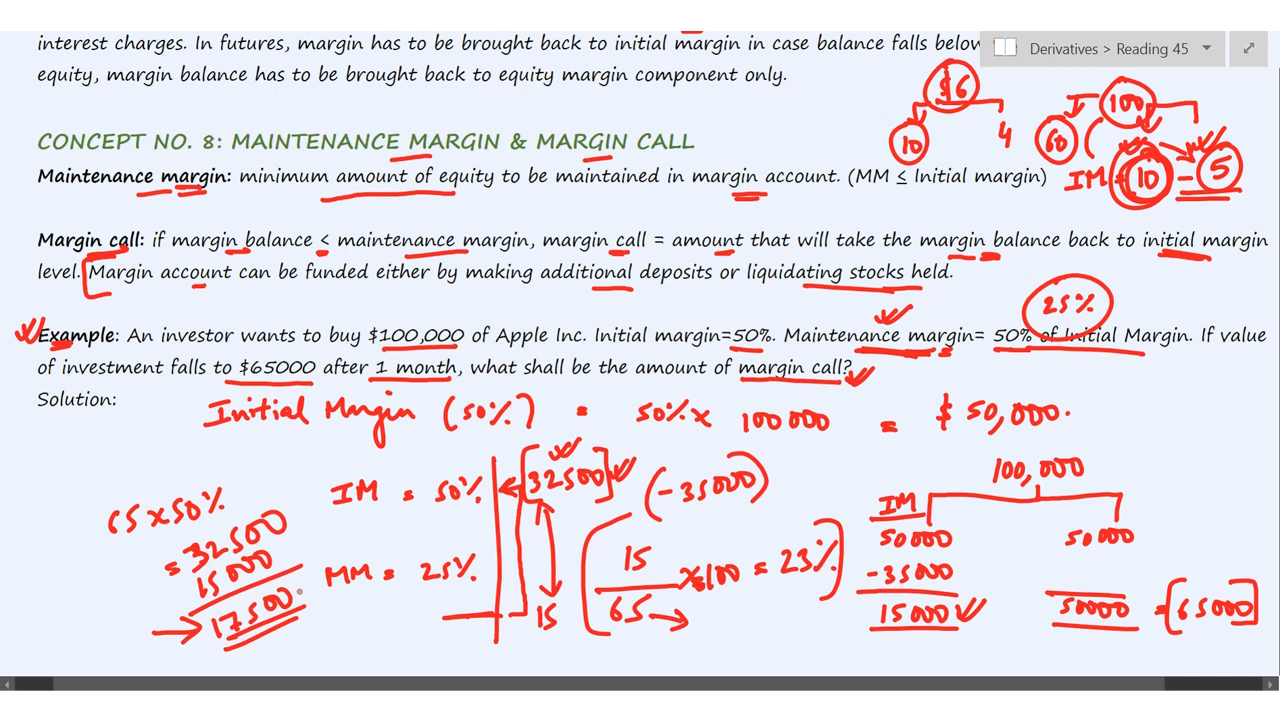 interest charges. In futures, margin has to be brought back to initial margin in case balance falls below
Derivatives > Reading 45
equity, margin balance has to be brought back to equity margin component only.
$6
10
4
I
100
60
CONCEPT NO. 8: MAINTENANCE MARGIN & MARGIN CALL
Maintenance margin: minimum amount of equity to be maintained in margin account. (MM ≤ Initial margin)
IM = 10 - 5
Margin call: if margin balance < maintenance margin, margin call = amount that will take the margin balance back to initial margin
level. Margin account can be funded either by making additional deposits or liquidating stocks held.
25%
Example: An investor wants to buy $100,000 of Apple Inc. Initial margin=50%. Maintenance margin= 50% of Initial Margin. If value
of investment falls to $65000 after 1 month, what shall be the amount of margin call?
Solution:
Initial Margin (50%) = 50% x 100000 = $ 50,000.
65 x 50%
= 32500
15000
17500
IM = 50%
[32500]
(-35000)
MM = 25%
15
15
65
x 100 = 23%
100,000
IM
50000
50000
-35000
15000
50000
= [65000]